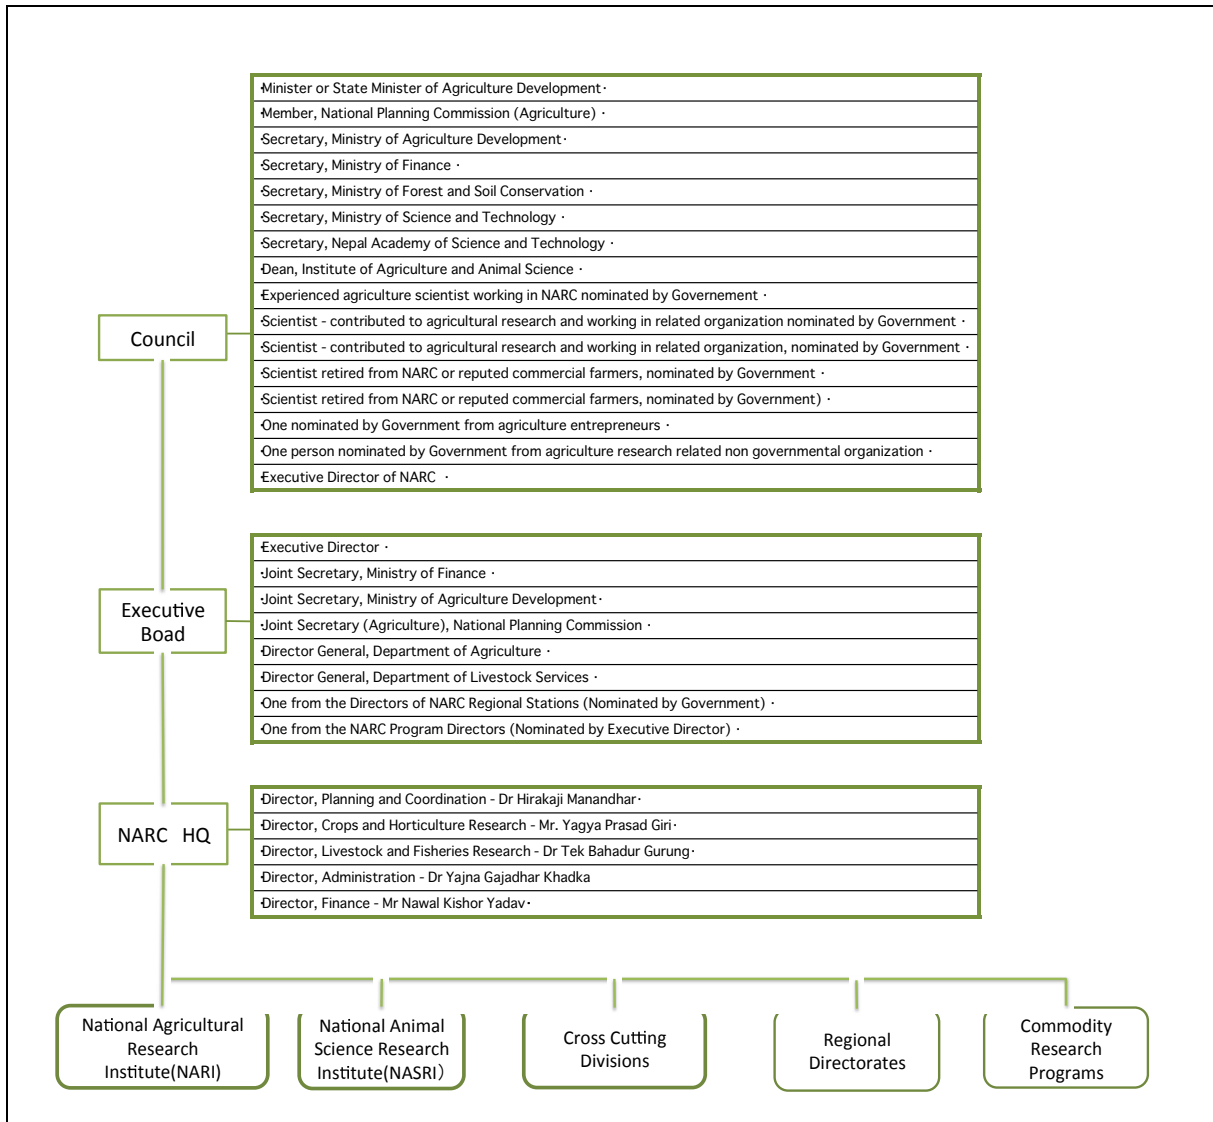 ·Minister or State Minister of Agriculture Development·
·Member, National Planning Commission (Agriculture) ·
·Secretary, Ministry of Agriculture Development·
·Secretary, Ministry of Finance ·
·Secretary, Ministry of Forest and Soil Conservation ·
·Secretary, Ministry of Science and Technology ·
·Secretary, Nepal Academy of Science and Technology ·
·Dean, Institute of Agriculture and Animal Science ·
·Experienced agriculture scientist working in NARC nominated by Governement ·
·Scientist - contributed to agricultural research and working in related organization nominated by Government ·
·Scientist - contributed to agricultural research and working in related organization, nominated by Government ·
·Scientist retired from NARC or reputed commercial farmers, nominated by Government ·
·Scientist retired from NARC or reputed commercial farmers, nominated by Government) ·
·One nominated by Government from agriculture entrepreneurs ·
·One person nominated by Government from agriculture research related non governmental organization ·
·Executive Director of NARC ·
Council
·Executive Director ·
·Joint Secretary, Ministry of Finance ·
·Joint Secretary, Ministry of Agriculture Development·
·Joint Secretary (Agriculture), National Planning Commission ·
·Director General, Department of Agriculture ·
·Director General, Department of Livestock Services ·
·One from the Directors of NARC Regional Stations (Nominated by Government) ·
·One from the NARC Program Directors (Nominated by Executive Director) ·
Executive
Boad
·Director, Planning and Coordination - Dr Hirakaji Manandhar·
·Director, Crops and Horticulture Research - Mr. Yagya Prasad Giri·
·Director, Livestock and Fisheries Research - Dr Tek Bahadur Gurung·
·Director, Administration - Dr Yajna Gajadhar Khadka
·Director, Finance - Mr Nawal Kishor Yadav·
NARC HQ
National Agricultural
Research
Institute(NARI)
National Animal
Science Research
Institute(NASRI）
Cross Cutting
Divisions
Regional
Directorates
Commodity
Research
Programs